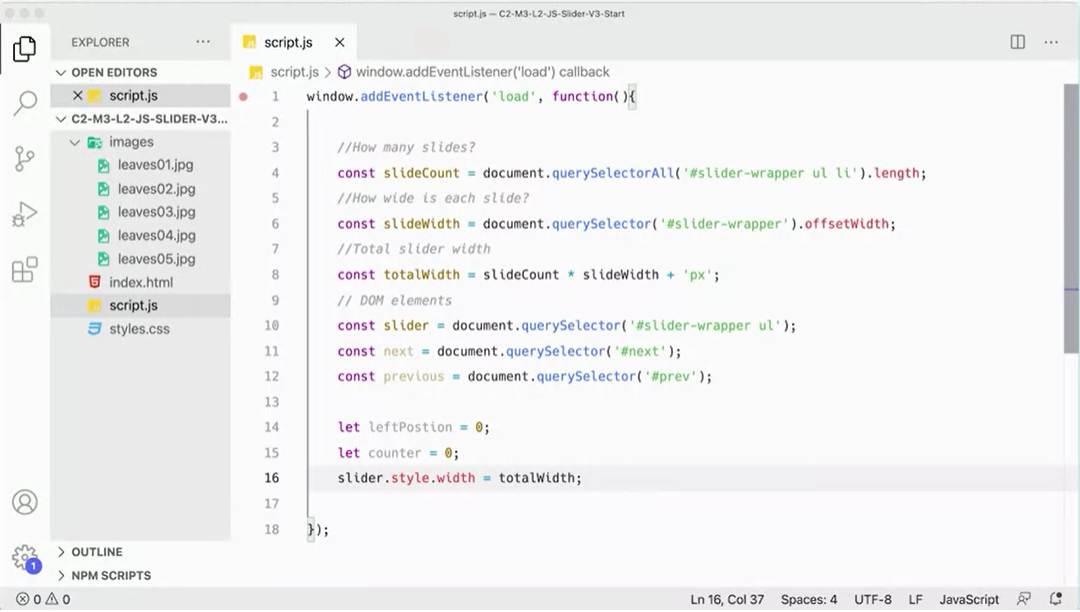 script.js — C2-M3-L2-JS-Slider-V3-Start
EXPLORER ···
script.js ×
OPEN EDITORS
× script.js
C2-M3-L2-JS-SLIDER-V3...
images
leaves01.jpg
leaves02.jpg
leaves03.jpg
leaves04.jpg
leaves05.jpg
index.html
script.js
styles.css
OUTLINE
NPM SCRIPTS
script.js > window.addEventListener('load') callback
1 window.addEventListener('load', function(){
2
3 //How many slides?
4 const slideCount = document.querySelectorAll('#slider-wrapper ul li').length;
5 //How wide is each slide?
6 const slideWidth = document.querySelector('#slider-wrapper').offsetWidth;
7 //Total slider width
8 const totalWidth = slideCount * slideWidth + 'px';
9 // DOM elements
10 const slider = document.querySelector('#slider-wrapper ul');
11 const next = document.querySelector('#next');
12 const previous = document.querySelector('#prev');
13
14 let leftPostion = 0;
15 let counter = 0;
16 slider.style.width = totalWidth;
17
18 });
1
0 0 Ln 16, Col 37 Spaces: 4 UTF-8 LF JavaScript